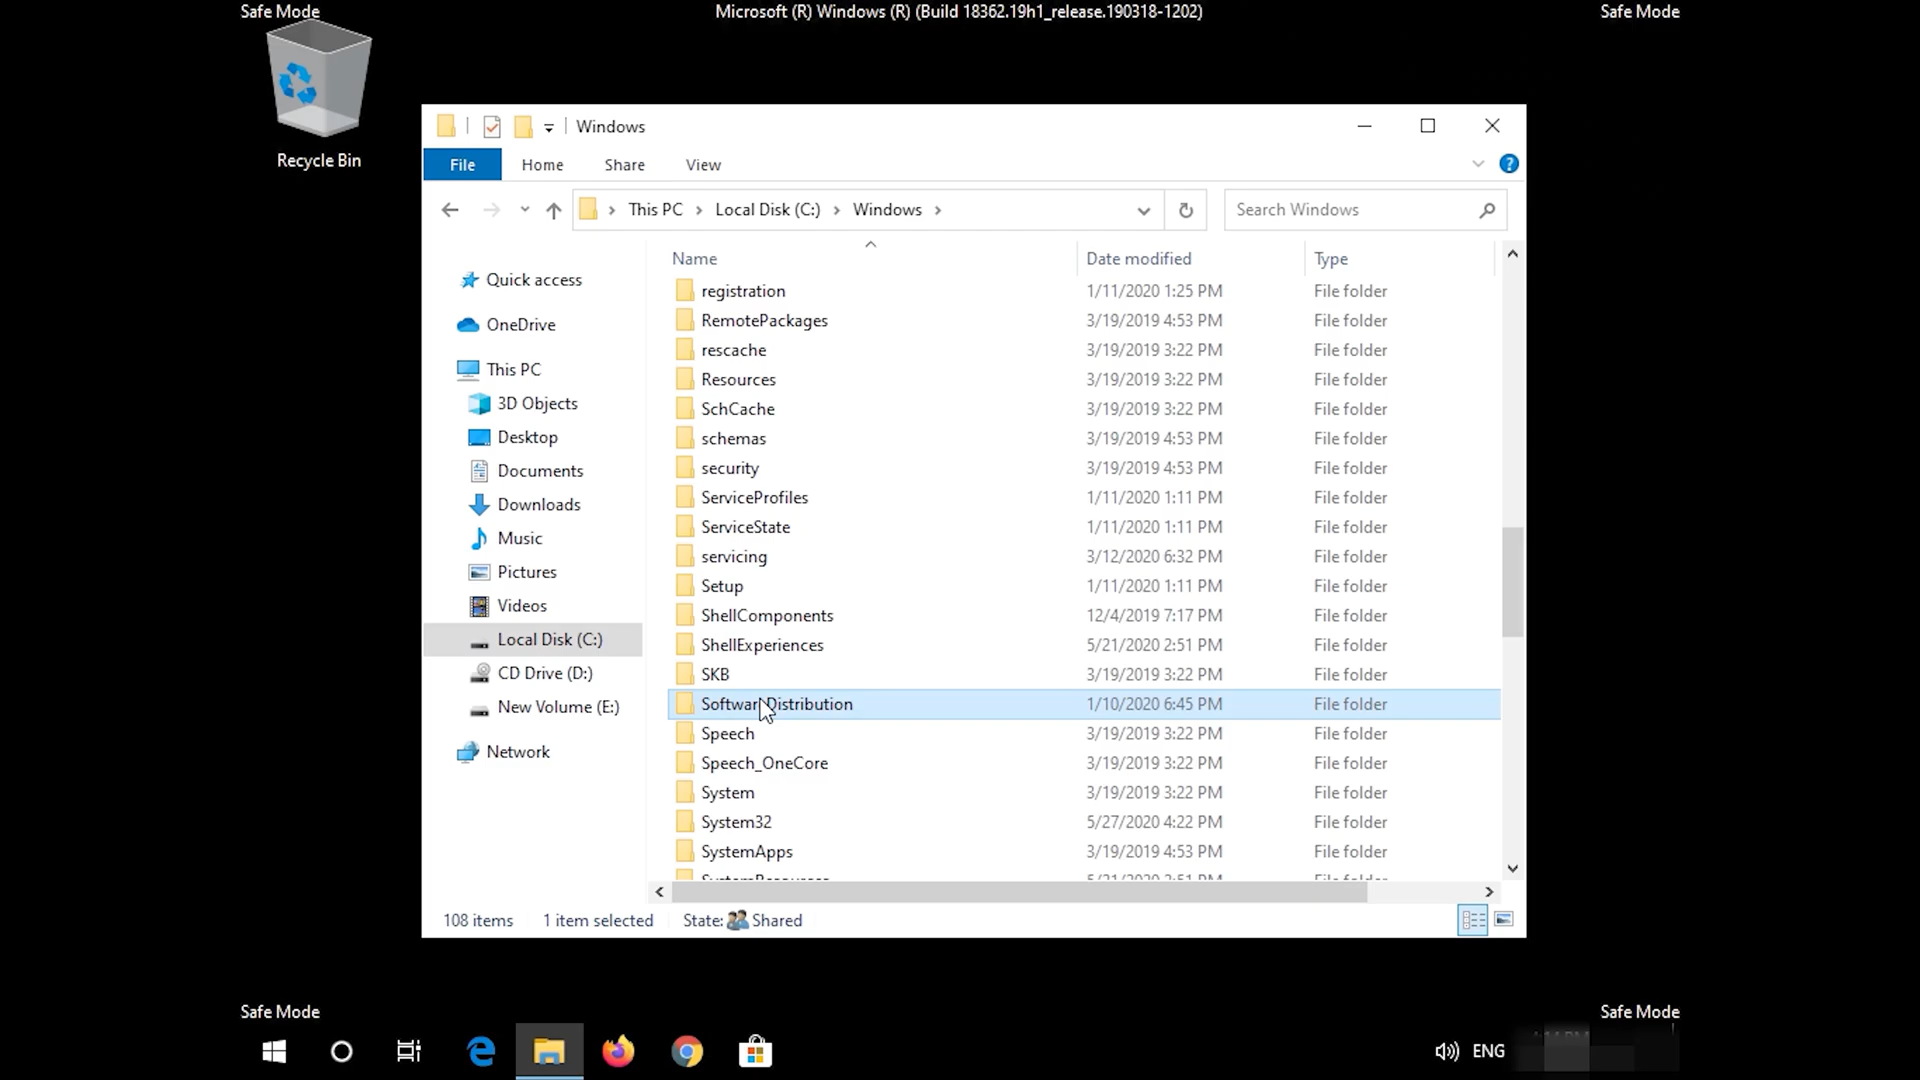 Safe Mode
Microsoft (R) Windows (R) (Build 18362.19h1_release.190318-1202)
Safe Mode
Recycle Bin
Windows
File
Home
Share
View
This PC
Local Disk (C:)
Windows
Search Windows
Quick access
OneDrive
This PC
3D Objects
Desktop
Documents
Downloads
Music
Pictures
Videos
Local Disk (C:)
CD Drive (D:)
New Volume (E:)
Network
Name Date modified Type
registration 1/11/2020 1:25 PM File folder
RemotePackages 3/19/2019 4:53 PM File folder
rescache 3/19/2019 3:22 PM File folder
Resources 3/19/2019 3:22 PM File folder
SchCache 3/19/2019 3:22 PM File folder
schemas 3/19/2019 4:53 PM File folder
security 3/19/2019 4:53 PM File folder
ServiceProfiles 1/11/2020 1:11 PM File folder
ServiceState 1/11/2020 1:11 PM File folder
servicing 3/12/2020 6:32 PM File folder
Setup 1/11/2020 1:11 PM File folder
ShellComponents 12/4/2019 7:17 PM File folder
ShellExperiences 5/21/2020 2:51 PM File folder
SKB 3/19/2019 3:22 PM File folder
SoftwareDistribution 1/10/2020 6:45 PM File folder
Speech 3/19/2019 3:22 PM File folder
Speech_OneCore 3/19/2019 3:22 PM File folder
System 3/19/2019 3:22 PM File folder
System32 5/27/2020 4:22 PM File folder
SystemApps 3/19/2019 4:53 PM File folder
SystemResources 5/21/2020 2:51 PM File folder
108 items
1 item selected
State: Shared
Safe Mode
Safe Mode
ENG